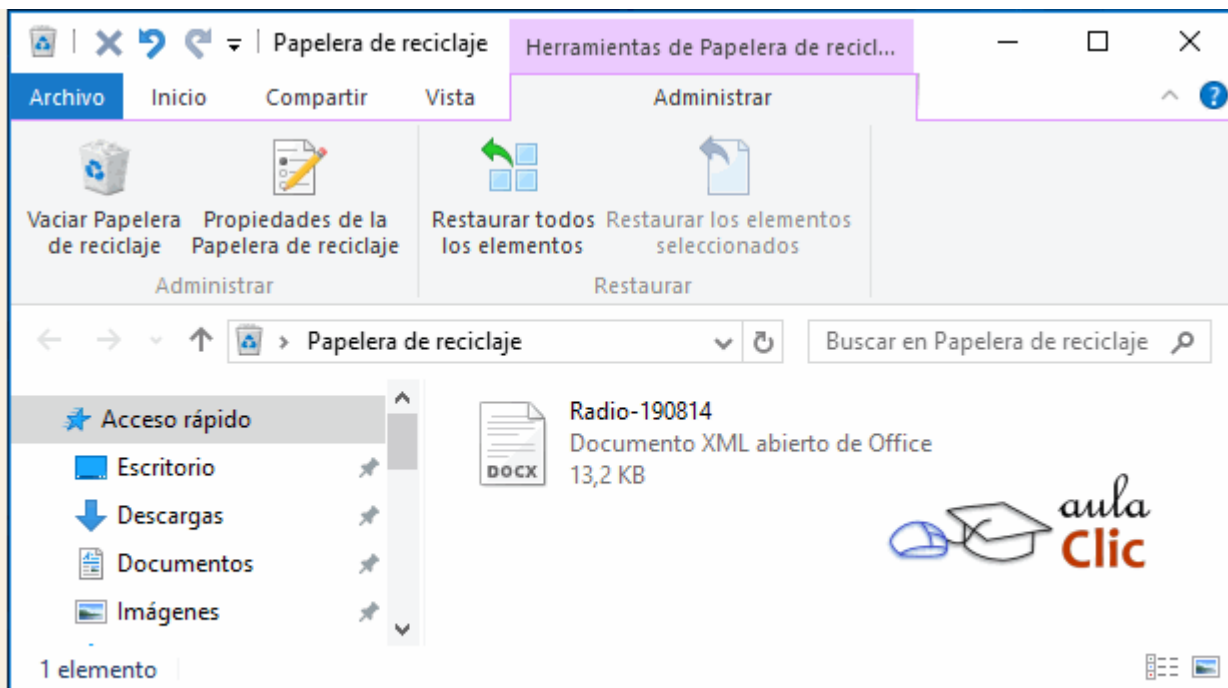 Papelera de reciclaje
Herramientas de Papelera de recicl...
Archivo
Inicio
Compartir
Vista
Administrar
Vaciar Papelera
de reciclaje
Propiedades de la
Papelera de reciclaje
Restaurar todos
los elementos
Restaurar los elementos
seleccionados
Administrar
Restaurar
Papelera de reciclaje
Buscar en Papelera de reciclaje
Acceso rápido
Escritorio
Descargas
Documentos
Imágenes
DOCX
Radio-190814
Documento XML abierto de Office
13,2 KB
aula
Clic
1 elemento